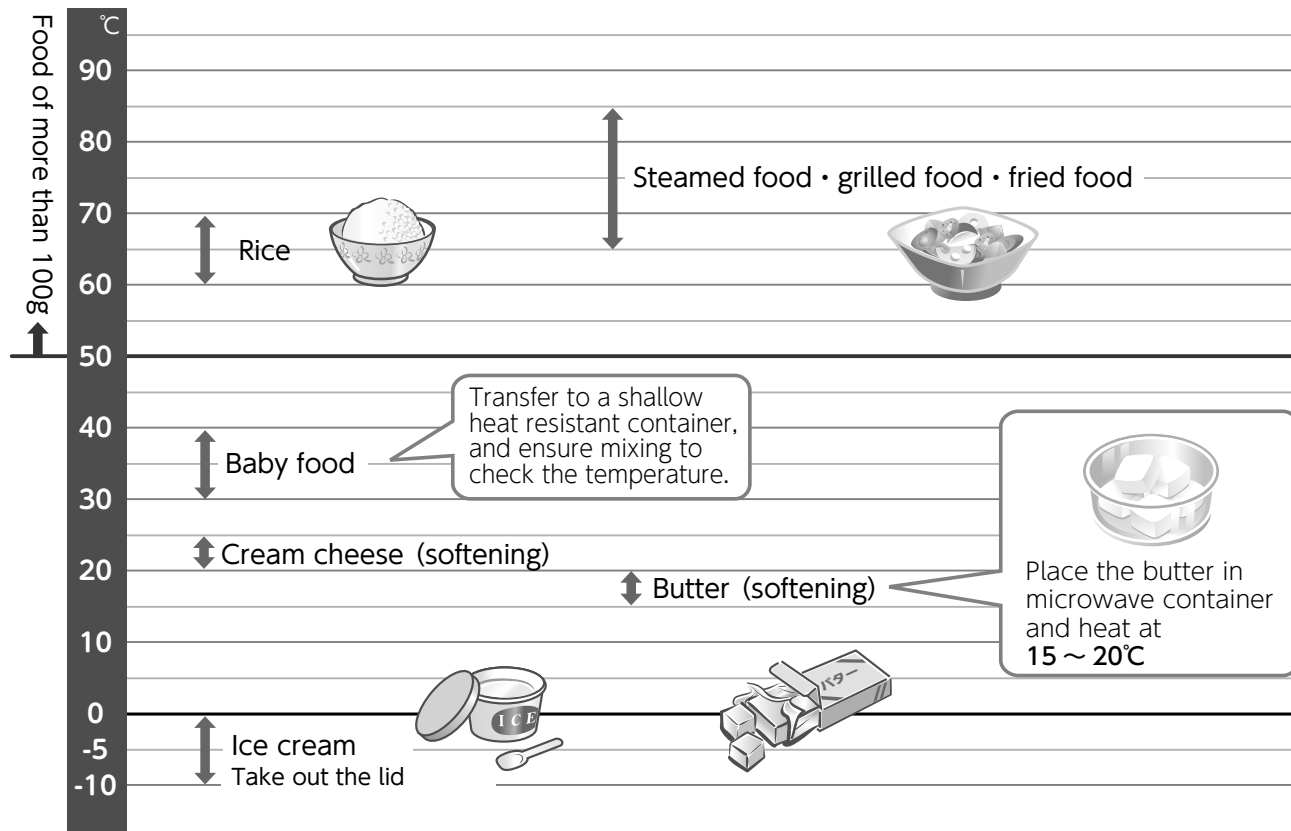 Food of more than 100g
℃
90
80
70
60
50
40
30
20
10
0
-5
-10
Steamed food・grilled food・fried food
Rice
Transfer to a shallow
heat resistant container,
and ensure mixing to
check the temperature.
Baby food
Cream cheese (softening)
Butter (softening)
Place the butter in
microwave container
and heat at
15～20℃
バター
ICE
Ice cream
Take out the lid